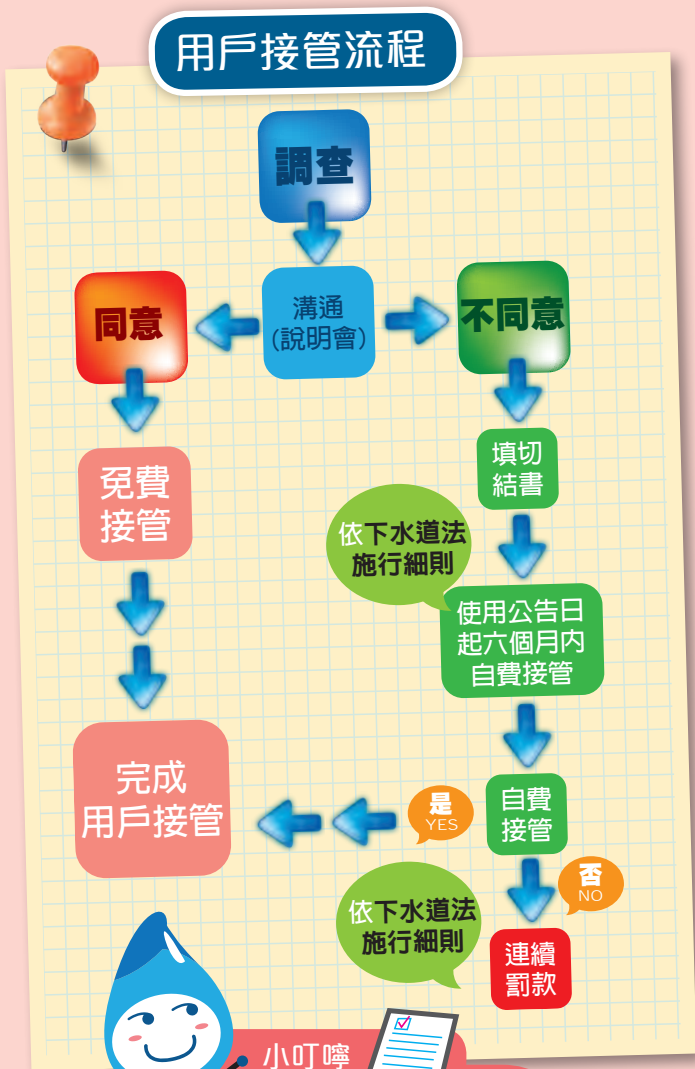 用戶接管流程
調查
溝通
(說明會)
同意
不同意
免費
接管
填切
結書
依下水道法
施行細則
使用公告日
起六個月內
自費接管
完成
用戶接管
是
YES
自費
接管
否
NO
依下水道法
施行細則
連續
罰款
小叮嚀